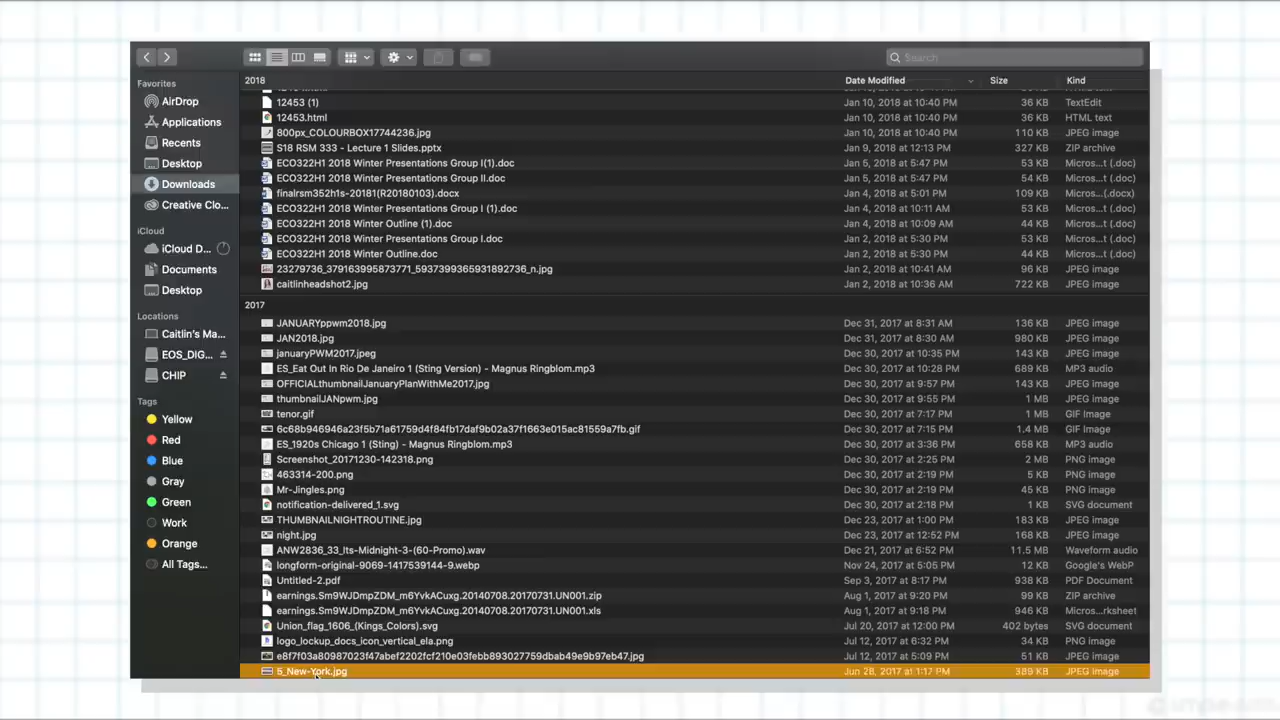 Search
Favorites
AirDrop
Applications
Recents
Desktop
Downloads
Creative Clo...
iCloud
iCloud D...
Documents
Desktop
Locations
Caitlin's Ma...
EOS_DIG...
CHIP
Tags
Yellow
Red
Blue
Gray
Green
Work
Orange
All Tags...
2018 Date Modified Size Kind
12453 (1) Jan 10, 2018 at 10:40 PM 36 KB TextEdit
12453.html Jan 10, 2018 at 10:40 PM 36 KB HTML text
800px_COLOURBOX17744236.jpg Jan 10, 2018 at 10:40 PM 110 KB JPEG image
S18 RSM 333 - Lecture 1 Slides.pptx Jan 9, 2018 at 12:13 PM 327 KB ZIP archive
ECO322H1 2018 Winter Presentations Group I(1).doc Jan 5, 2018 at 5:47 PM 53 KB Micros...t (.doc)
ECO322H1 2018 Winter Presentations Group II.doc Jan 5, 2018 at 5:47 PM 54 KB Micros...t (.doc)
finalrsm352h1s-20181(R20180103).docx Jan 4, 2018 at 5:01 PM 109 KB Micros...(.docx)
ECO322H1 2018 Winter Presentations Group I (1).doc Jan 4, 2018 at 10:11 AM 53 KB Micros...t (.doc)
ECO322H1 2018 Winter Outline (1).doc Jan 4, 2018 at 10:09 AM 44 KB Micros...t (.doc)
ECO322H1 2018 Winter Presentations Group I.doc Jan 2, 2018 at 5:30 PM 53 KB Micros...t (.doc)
ECO322H1 2018 Winter Outline.doc Jan 2, 2018 at 5:30 PM 44 KB Micros...t (.doc)
23279736_379163995873771_5937399365931892736_n.jpg Jan 2, 2018 at 10:41 AM 96 KB JPEG image
caitlinheadshot2.jpg Jan 2, 2018 at 10:36 AM 722 KB JPEG image
2017
JANUARYppwm2018.jpg Dec 31, 2017 at 8:31 AM 136 KB JPEG image
JAN2018.jpg Dec 31, 2017 at 8:30 AM 980 KB JPEG image
januaryPWM2017.jpeg Dec 30, 2017 at 10:35 PM 143 KB JPEG image
ES_Eat Out In Rio De Janeiro 1 (Sting Version) - Magnus Ringblom.mp3 Dec 30, 2017 at 10:28 PM 689 KB MP3 audio
OFFICIALthumbnailJanuaryPlanWithMe2017.jpg Dec 30, 2017 at 9:57 PM 143 KB JPEG image
thumbnailJANpwm.jpg Dec 30, 2017 at 9:55 PM 1 MB JPEG image
tenor.gif Dec 30, 2017 at 7:17 PM 1 MB GIF Image
6c68b946946a23f5b71a61759d4f84fb17daf9b02a37f1663e015ac81559a7fb.gif Dec 30, 2017 at 7:15 PM 1.4 MB GIF Image
ES_1920s Chicago 1 (Sting) - Magnus Ringblom.mp3 Dec 30, 2017 at 3:36 PM 658 KB MP3 audio
Screenshot_20171230-142318.png Dec 30, 2017 at 2:25 PM 2 MB PNG image
463314-200.png Dec 30, 2017 at 2:19 PM 5 KB PNG image
Mr-Jingles.png Dec 30, 2017 at 2:19 PM 45 KB PNG image
notification-delivered_1.svg Dec 30, 2017 at 2:18 PM 1 KB SVG document
THUMBNAILNIGHTROUTINE.jpg Dec 23, 2017 at 1:00 PM 183 KB JPEG image
night.jpg Dec 23, 2017 at 12:52 PM 168 KB JPEG image
ANW2836_33_Its-Midnight-3-(60-Promo).wav Dec 21, 2017 at 6:52 PM 11.5 MB Waveform audio
longform-original-9069-1417539144-9.webp Nov 24, 2017 at 5:05 PM 12 KB Google's WebP
Untitled-2.pdf Sep 3, 2017 at 8:17 PM 938 KB PDF Document
earnings.Sm9WJDmpZDM_m6YvkACuxg.20140708.20170731.UN001.zip Aug 1, 2017 at 9:20 PM 99 KB ZIP archive
earnings.Sm9WJDmpZDM_m6YvkACuxg.20140708.20170731.UN001.xls Aug 1, 2017 at 9:18 PM 946 KB Micros...rksheet
Union_flag_1606_(Kings_Colors).svg Jul 20, 2017 at 12:00 PM 402 bytes SVG document
logo_lockup_docs_icon_vertical_ela.png Jul 12, 2017 at 6:32 PM 34 KB PNG image
e8f7f03a80987023f47abef2202fcf210e03febb893027759dbab49e9b97eb47.jpg Jul 12, 2017 at 5:09 PM 51 KB JPEG image
5_New-York.jpg Jun 28, 2017 at 1:17 PM 389 KB JPEG image